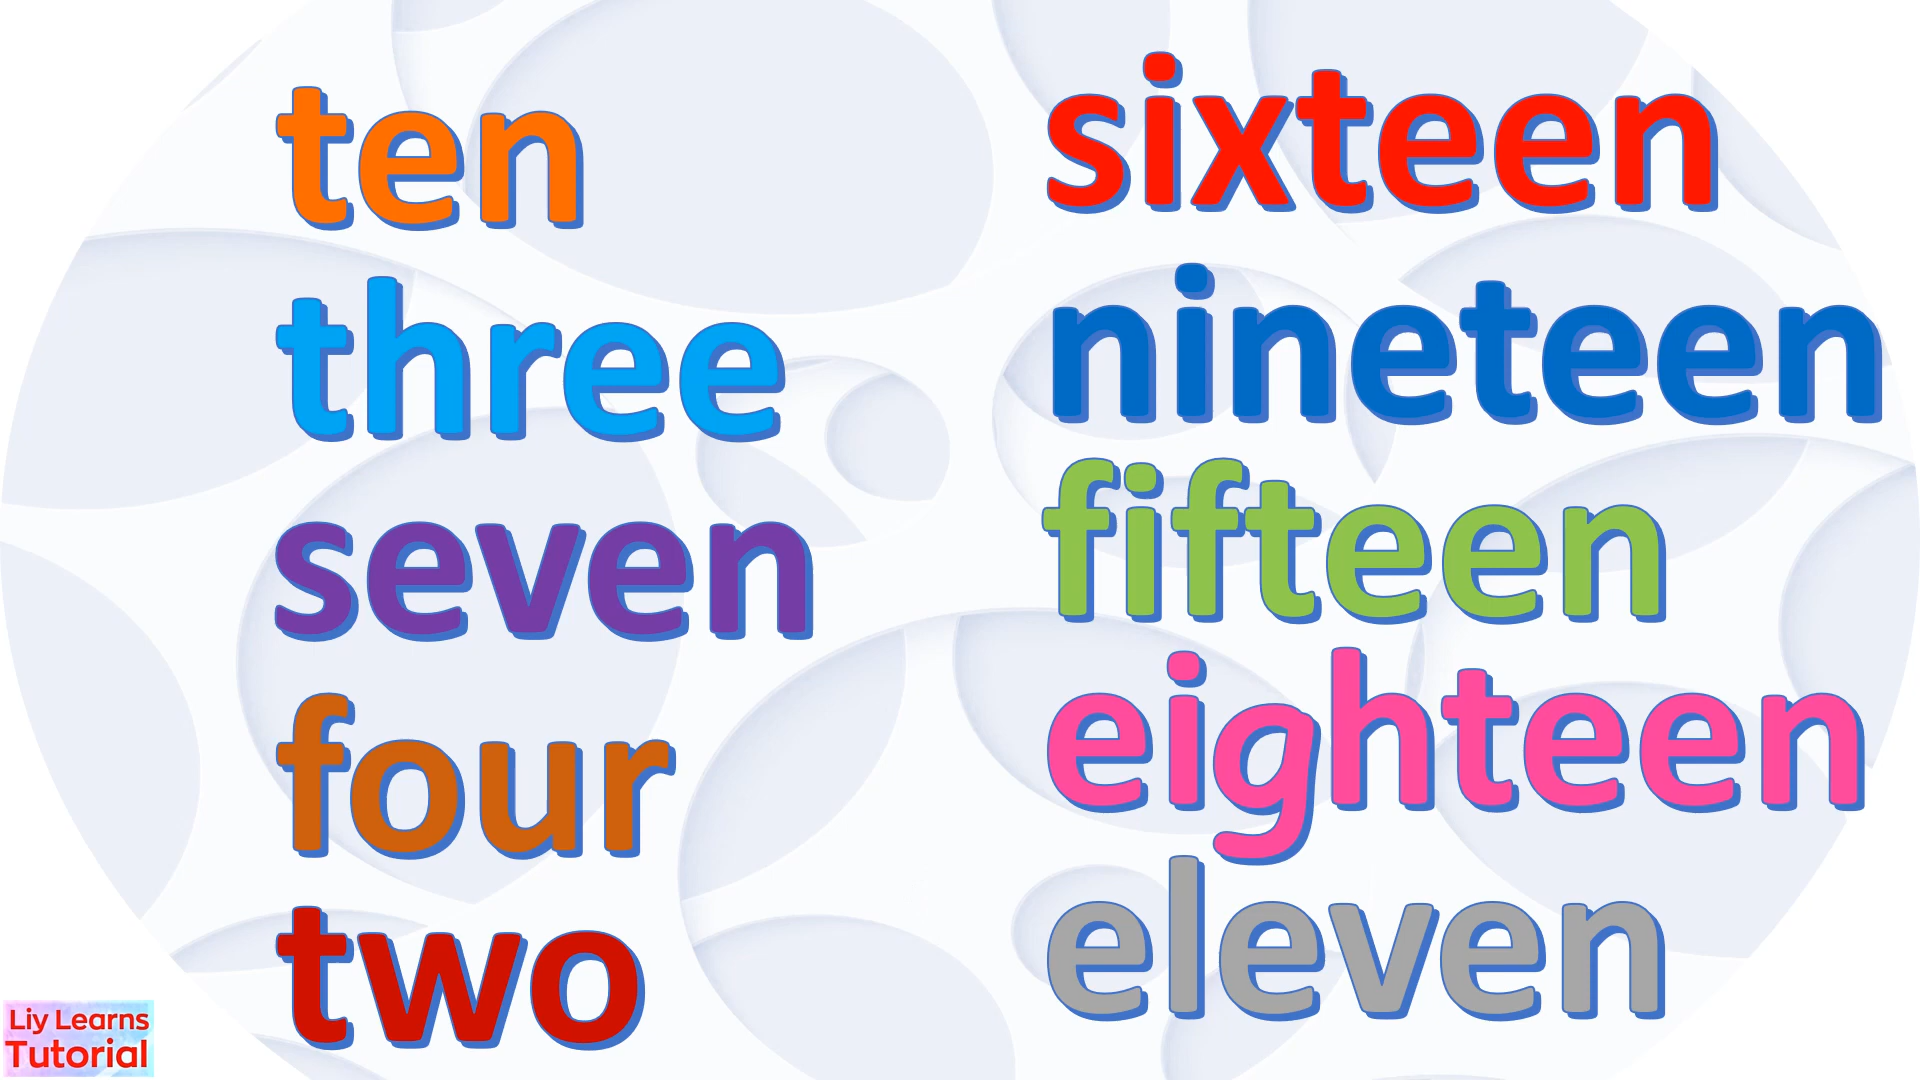 ten
three
seven
four
two
sixteen
nineteen
fifteen
eighteen
eleven
Liy Learns
Tutorial